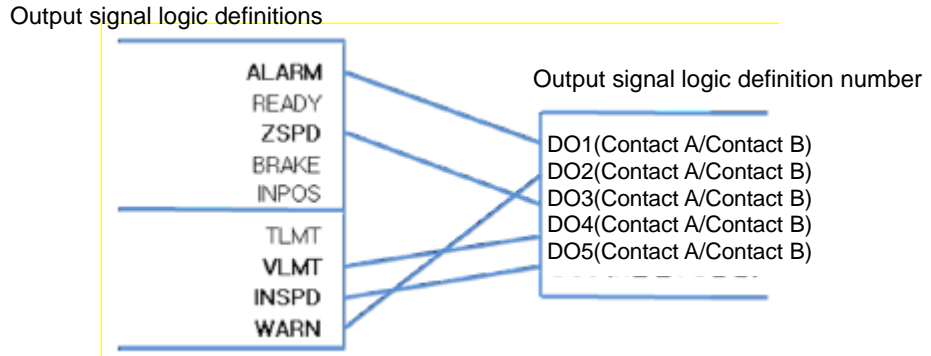 Output signal logic definitions
ALARM
READY
ZSPD
BRAKE
INPOS
TLMT
VLMT
INSPD
WARN
Output signal logic definition number
DO1(Contact A/Contact B)
DO2(Contact A/Contact B)
DO3(Contact A/Contact B)
DO4(Contact A/Contact B)
DO5(Contact A/Contact B)